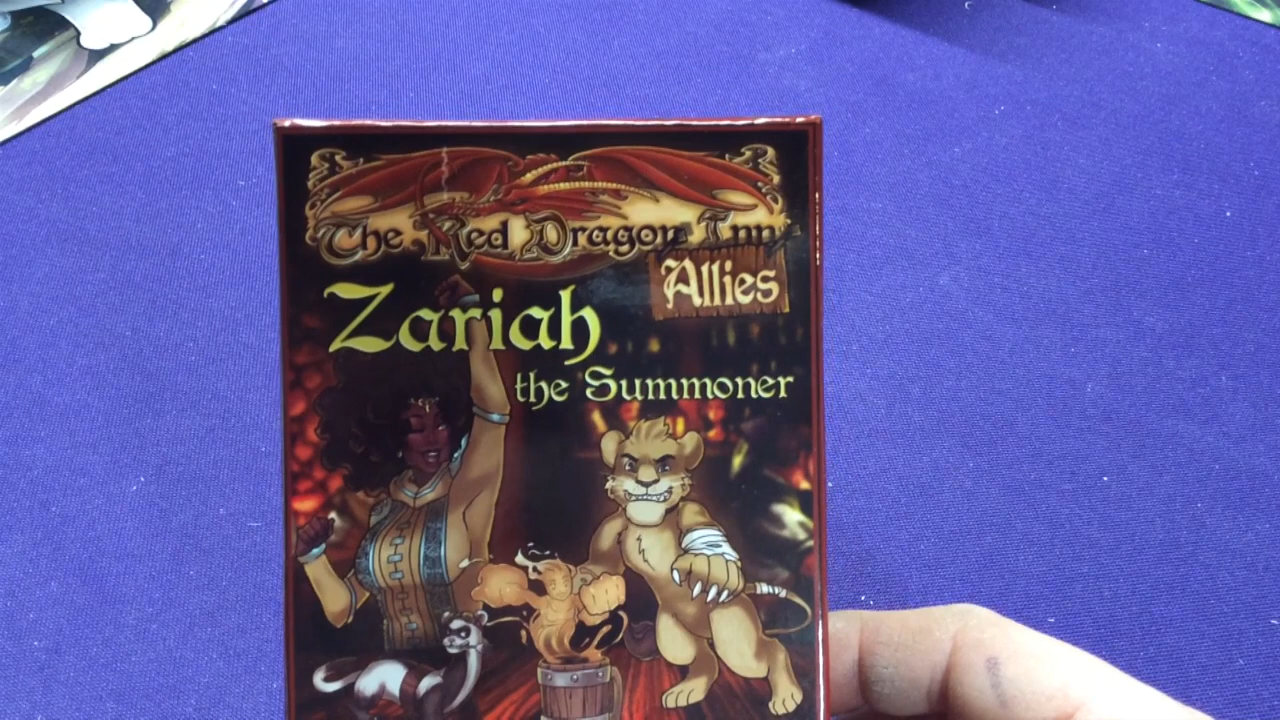 The Red Dragon Inn
Allies
Zariah
the Summoner